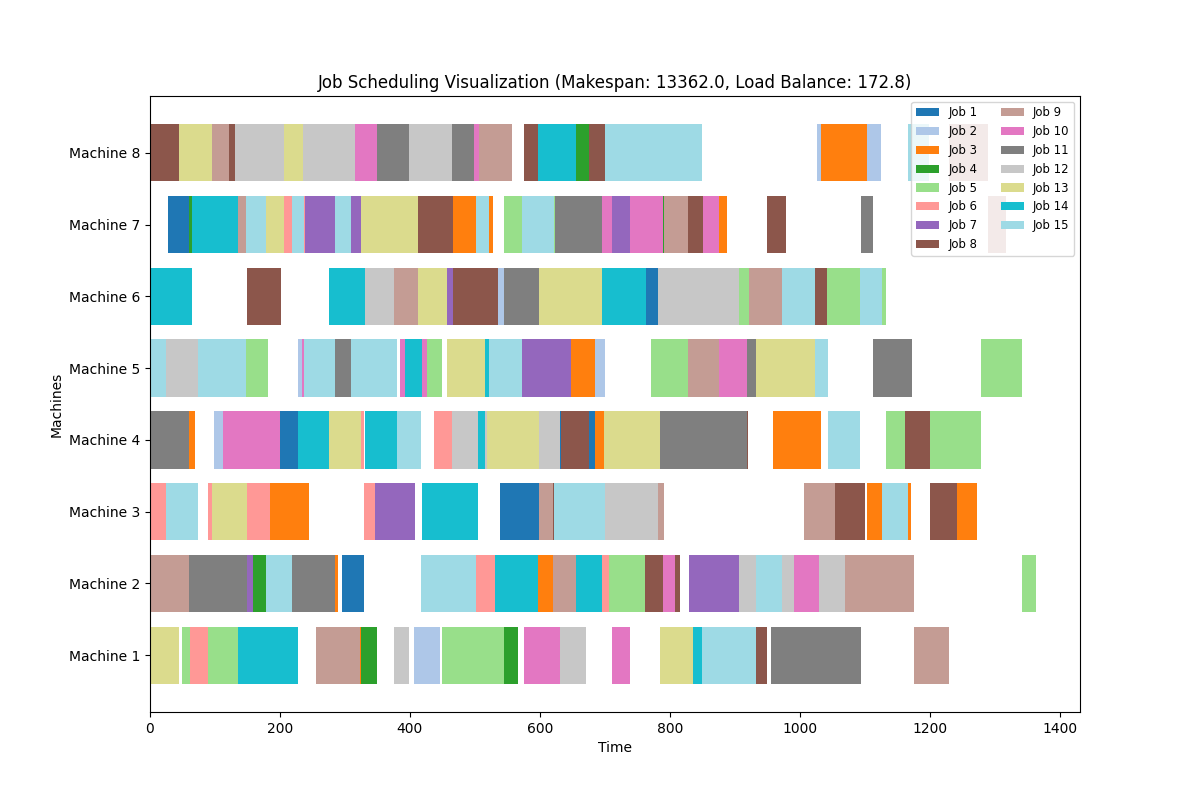 Job Scheduling Visualization (Makespan: 13362.0, Load Balance: 172.8)
Job 1
Job 2
Job 3
Job 4
Job 5
Job 6
Job 7
Job 8
Job 9
Job 10
Job 11
Job 12
Job 13
Job 14
Job 15
Machine 8
Machine 7
Machine 6
Machine 5
Machine 4
Machine 3
Machine 2
Machine 1
Machines
0 200 400 600 800 1000 1200 1400
Time